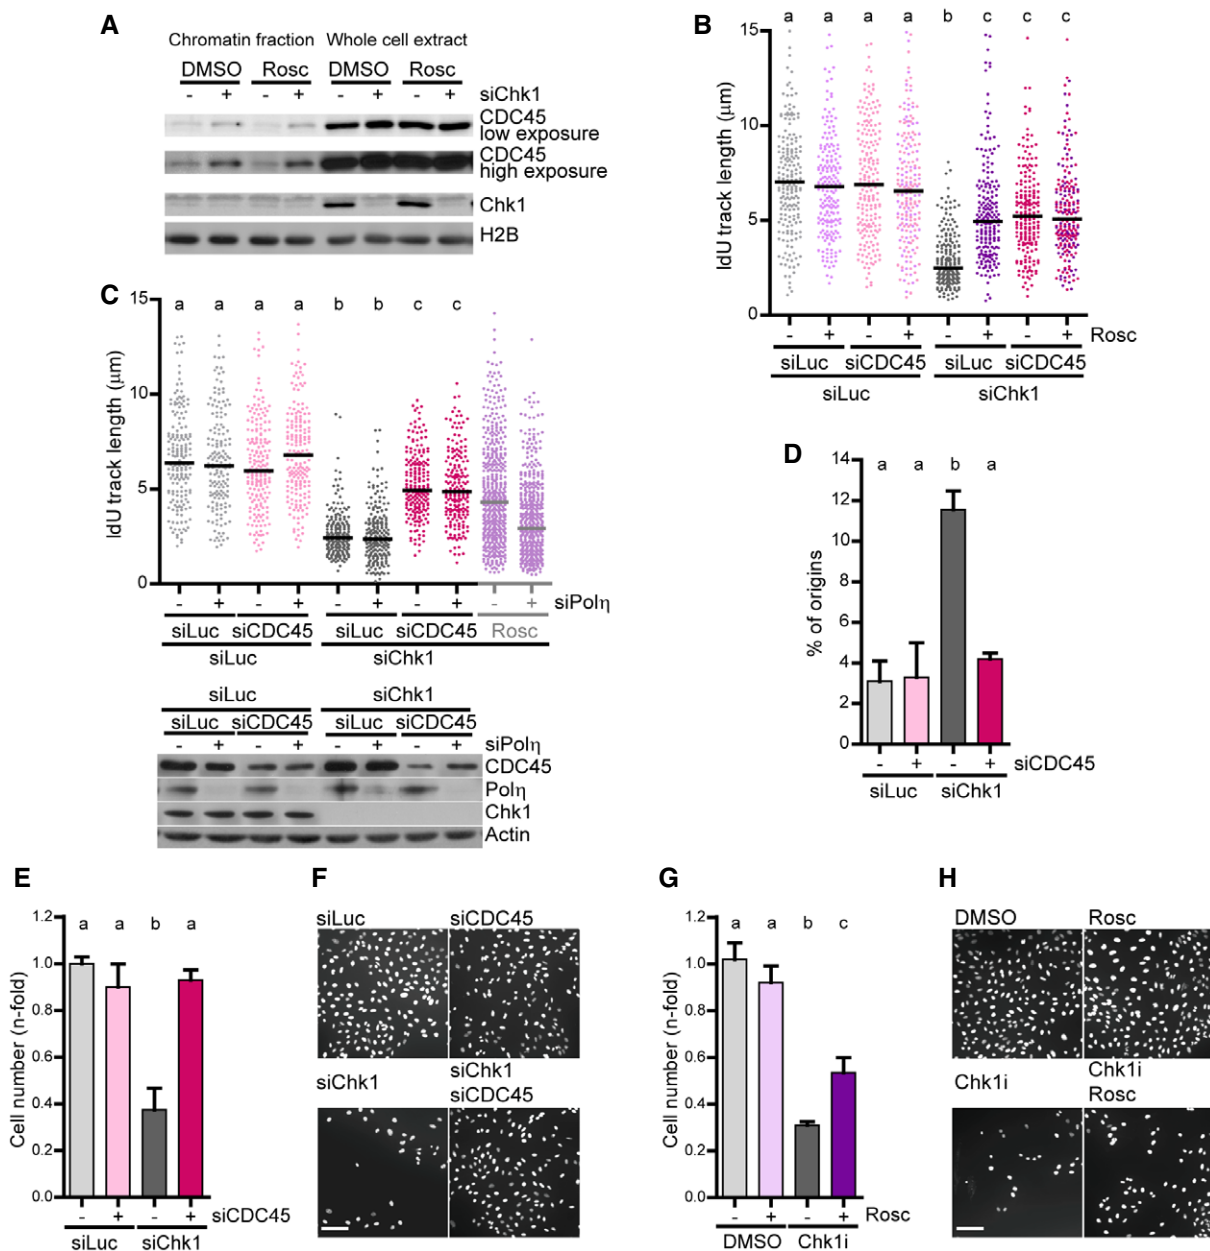 A
Chromatin fraction Whole cell extract
DMSO Rosc DMSO Rosc
- + - + - + - + siChk1
CDC45
low exposure
CDC45
high exposure
Chk1
H2B
B
a a a a b c c c
IdU track length (μm)
15
10
5
0
- + - + - + - + Rosc
siLuc siCDC45 siLuc siCDC45
siLuc siChk1
C
a a a a b b c c
IdU track length (μm)
15
10
5
0
- + - + - + - + - + siPolη
siLuc siCDC45 siLuc siCDC45 Rosc
siLuc siChk1
siLuc siChk1
siLuc siCDC45 siLuc siCDC45
- + - + - + - + siPolη
CDC45
Polη
Chk1
Actin
D
a a b a
% of origins
14
12
10
8
6
4
2
0
- + - + siCDC45
siLuc siChk1
E
a a b a
Cell number (n-fold)
1.2
1.0
0.8
0.6
0.4
0.2
0.0
- + - + siCDC45
siLuc siChk1
F
siLuc siCDC45
siChk1 siChk1
siCDC45
G
a a b c
Cell number (n-fold)
1.2
1.0
0.8
0.6
0.4
0.2
0.0
- + - + Rosc
DMSO Chk1i
H
DMSO Rosc
Chk1i Chk1i
Rosc